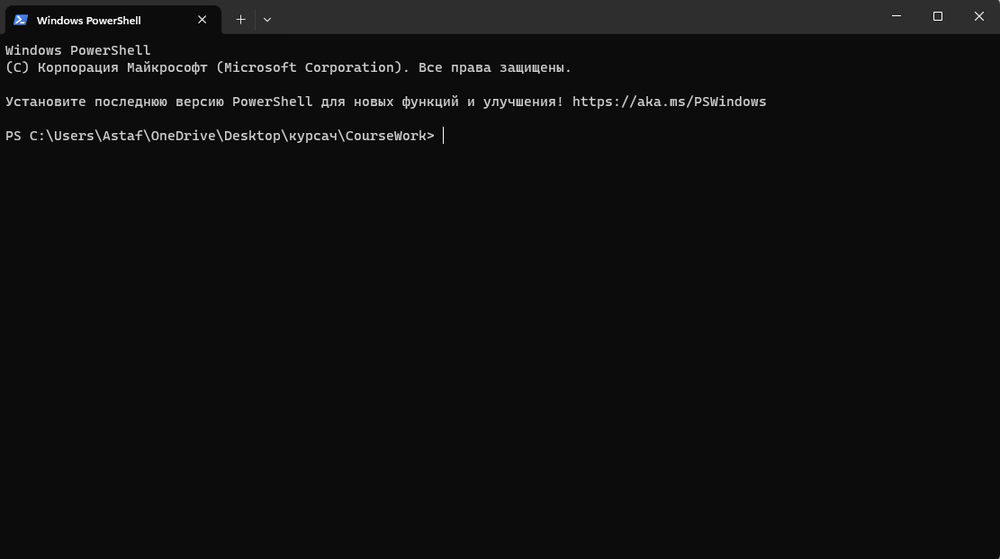 Windows PowerShell
Windows PowerShell
(C) Корпорация Майкрософт (Microsoft Corporation). Все права защищены.
Установите последнюю версию PowerShell для новых функций и улучшения! https://aka.ms/PSWindows
PS C:\Users\Astaf\OneDrive\Desktop\курсач\CourseWork>